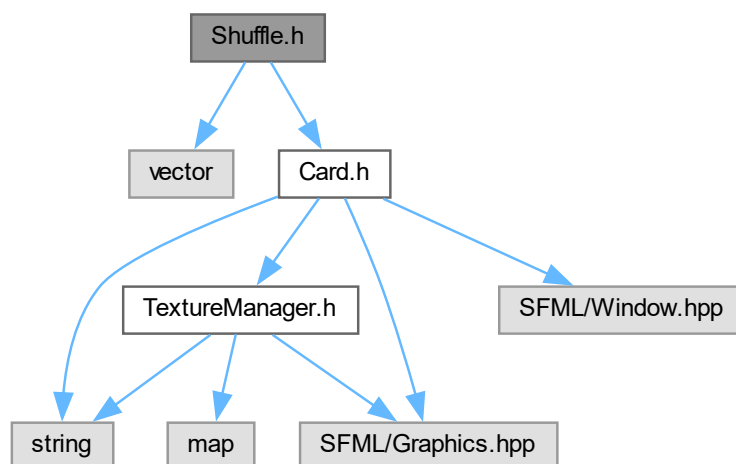 Shuffle.h
vector
Card.h
TextureManager.h
SFML/Window.hpp
string
map
SFML/Graphics.hpp